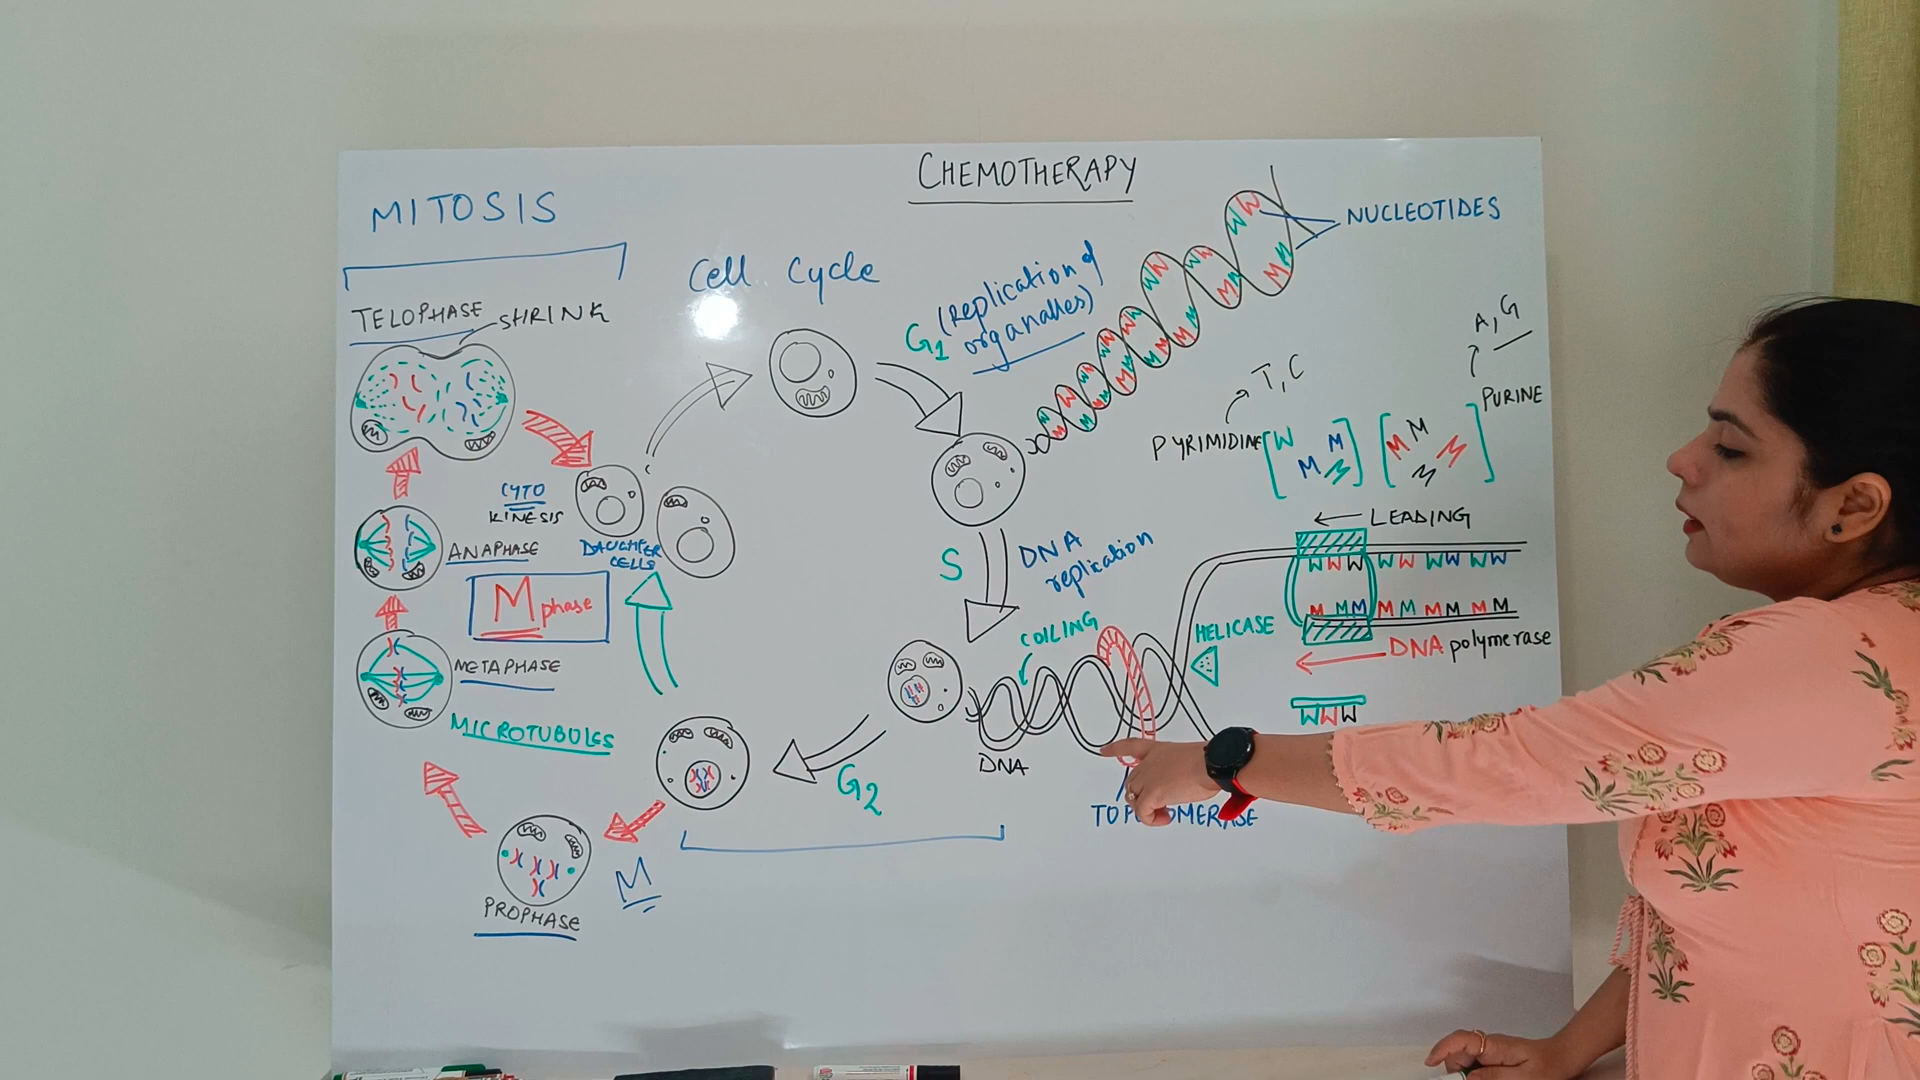 CHEMOTHERAPY
MITOSIS
Cell Cycle
TELOPHASE
SHRINK
G1 (replication of
organalles)
NUCLEOTIDES
A, G
PURINE
T, C
PYRIMIDINE
CYTO
KINESIS
DAUGHTER
CELLS
ANAPHASE
M phase
METAPHASE
MICROTUBULES
S
DNA
replication
COILING
HELICASE
LEADING
DNA polymerase
DNA
G2
M
PROPHASE